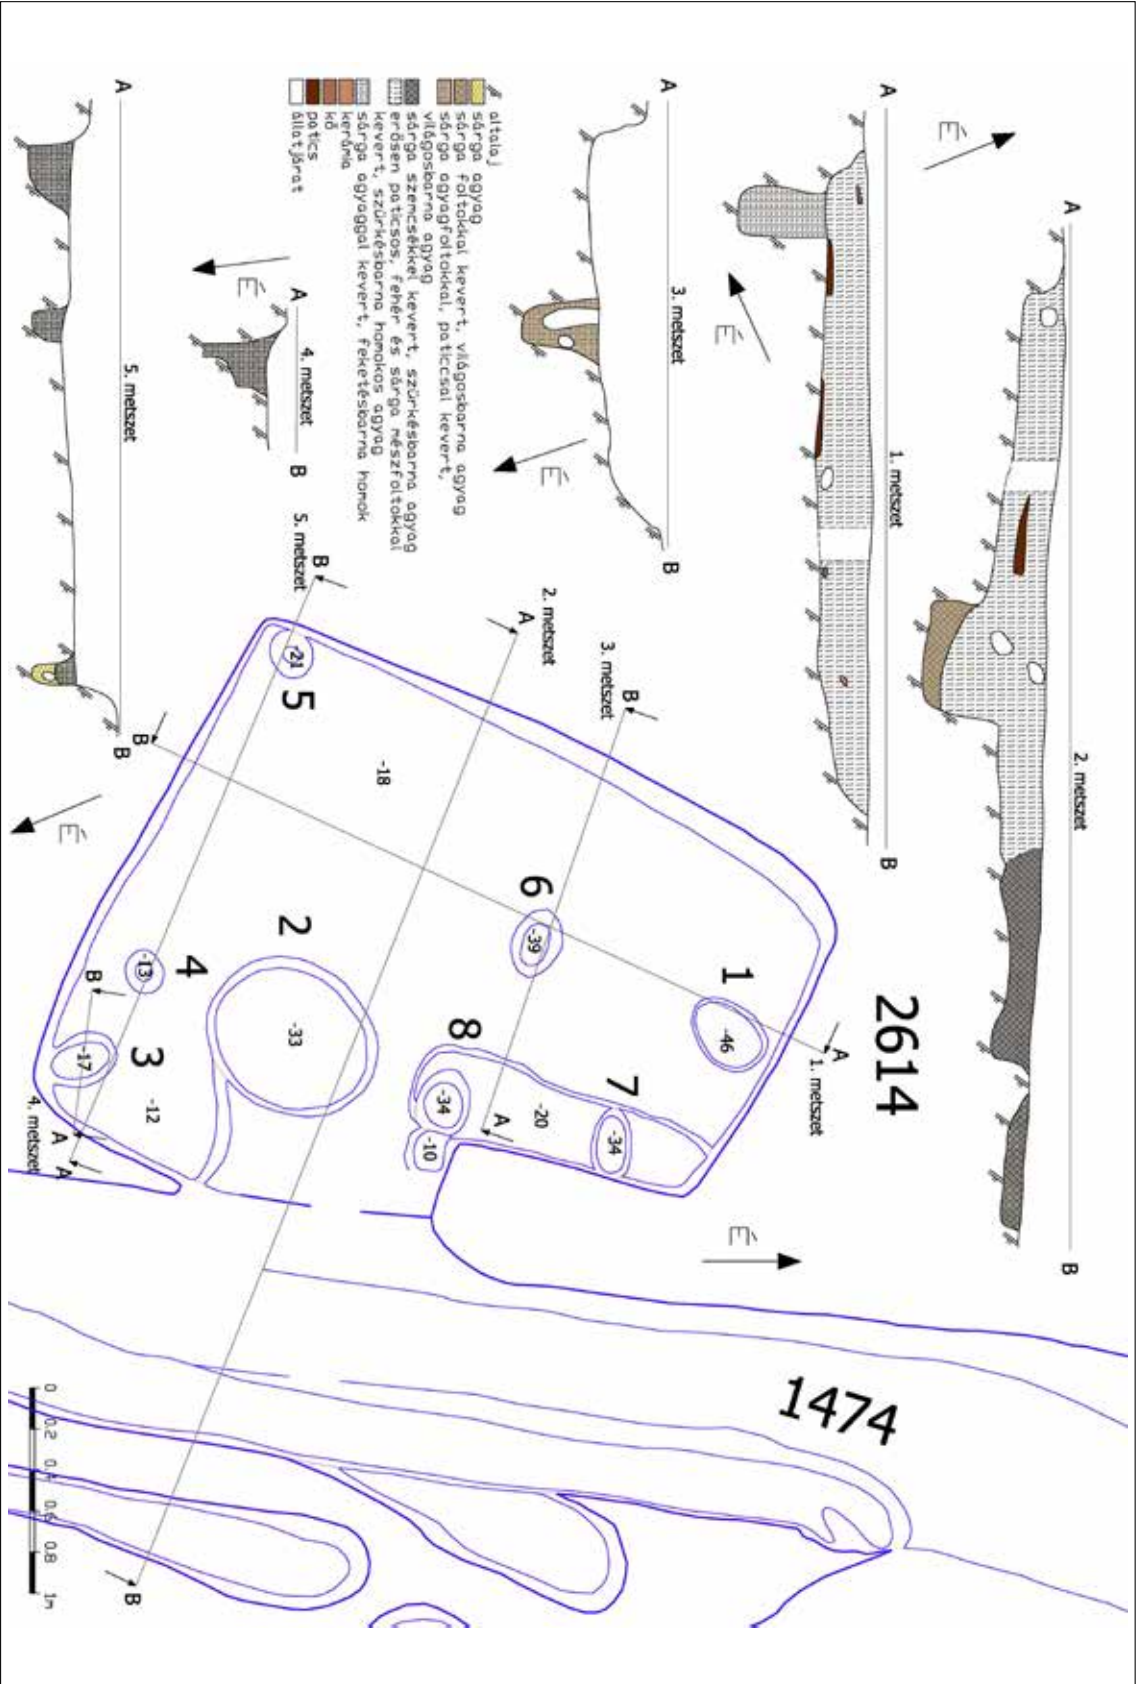 A
B
2. metszet
É
A
B
1. metszet
É
A
B
3. metszet
É
altalaj
sárga agyag
sárga foltokkal kevert, világosbarna agyag
sárga agyagfoltokkal, paticcsal kevert,
világosbarna agyag
sárga szemcsékkel kevert, szürkésbarna agyag
erősen paticsos, fehér és sárga mészfoltokkal
kevert, szürkésbarna homokos agyag
sárga agyaggal kevert, feketésbarna homok
kerámia
kő
patics
állatjárat
A
B
4. metszet
É
A
B
5. metszet
É
2614
1474
É
1
-46
A
1. metszet
B
3. metszet
B
A
2. metszet
A
B
5. metszet
B
A
4. metszet
B
A
6
-39
7
-34
8
-34
-20
-10
2
-33
5
-21
-18
4
-13
3
-17
-12
0 0.2 0.4 0.6 0.8 1m